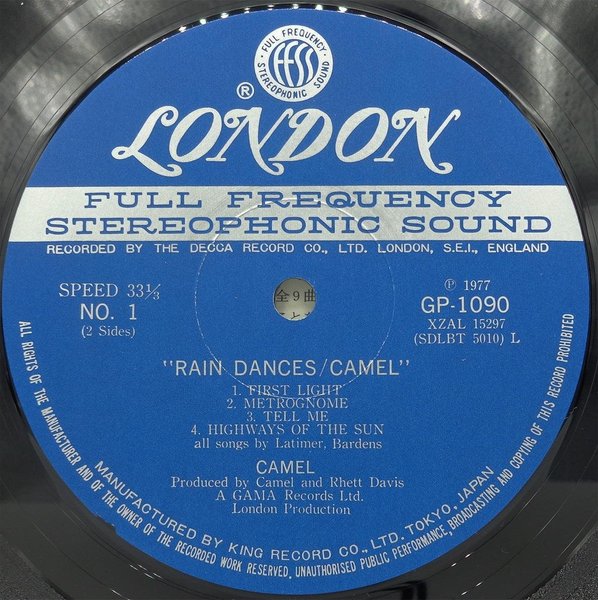 FULL FREQUENCY
ffss
STEREOPHONIC SOUND
®
LONDON
FULL FREQUENCY
STEREOPHONIC SOUND
RECORDED BY THE DECCA RECORD CO., LTD. LONDON, S.E.I., ENGLAND
SPEED 33⅓
NO. 1
(2 Sides)
全9曲
℗ 1977
GP-1090
XZAL 15297
(SDLBT 5010) L
"RAIN DANCES/CAMEL"
1. FIRST LIGHT
2. METROGNOME
3. TELL ME
4. HIGHWAYS OF THE SUN
all songs by Latimer, Bardens
CAMEL
Produced by Camel and Rhett Davis
A GAMA Records Ltd.
London Production
MANUFACTURED BY KING RECORD CO., LTD. TOKYO, JAPAN
ALL RIGHTS OF THE MANUFACTURER AND OF THE OWNER OF THE RECORDED WORK RESERVED, UNAUTHORISED PUBLIC PERFORMANCE, BROADCASTING AND COPYING OF THIS RECORD PROHIBITED